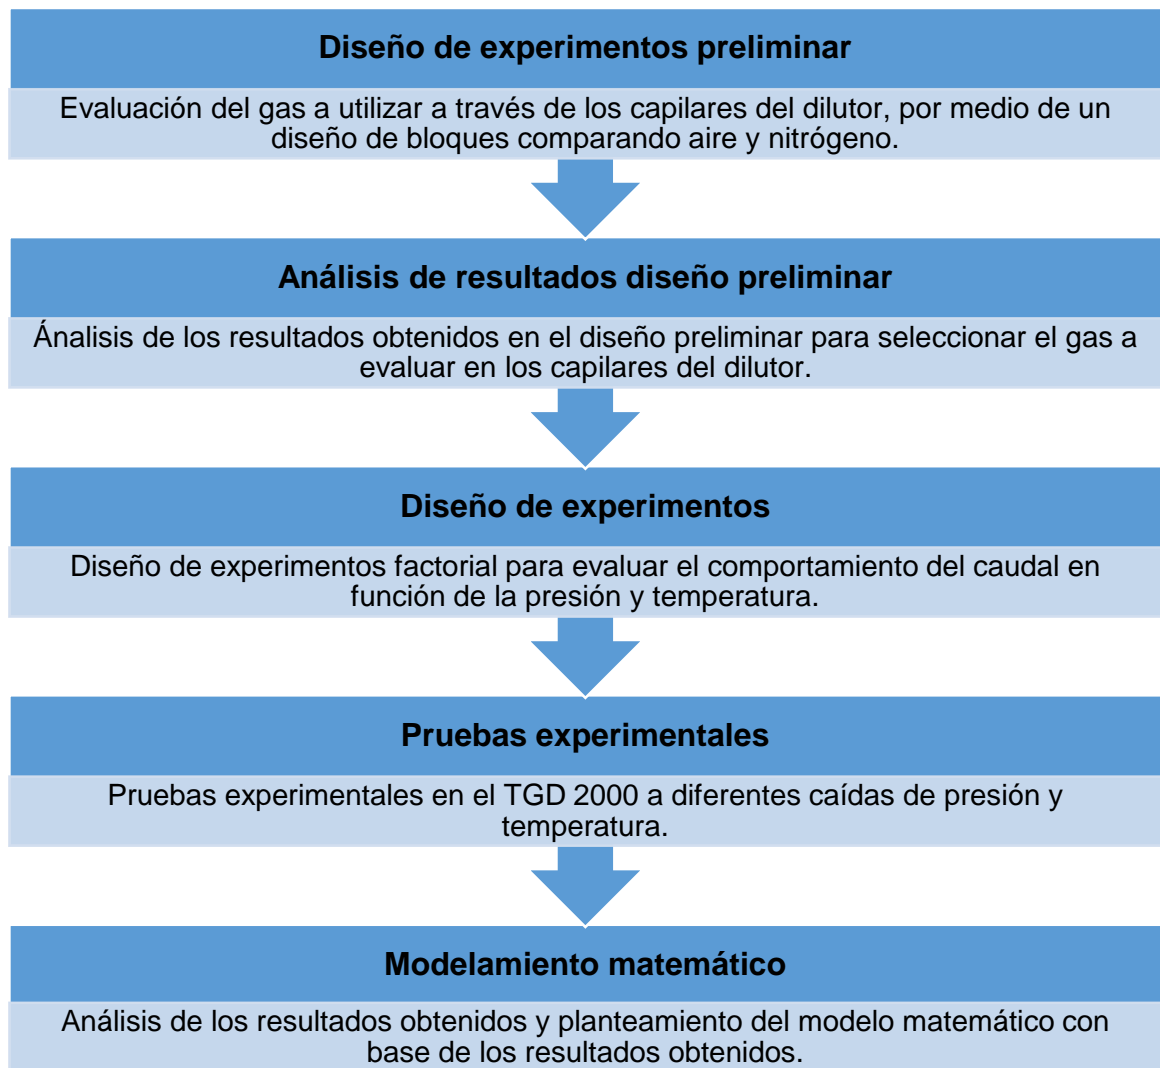 Diseño de experimentos preliminar
Evaluación del gas a utilizar a través de los capilares del dilutor, por medio de un
diseño de bloques comparando aire y nitrógeno.
Análisis de resultados diseño preliminar
Ánalisis de los resultados obtenidos en el diseño preliminar para seleccionar el gas a
evaluar en los capilares del dilutor.
Diseño de experimentos
Diseño de experimentos factorial para evaluar el comportamiento del caudal en
función de la presión y temperatura.
Pruebas experimentales
Pruebas experimentales en el TGD 2000 a diferentes caídas de presión y
temperatura.
Modelamiento matemático
Análisis de los resultados obtenidos y planteamiento del modelo matemático con
base de los resultados obtenidos.